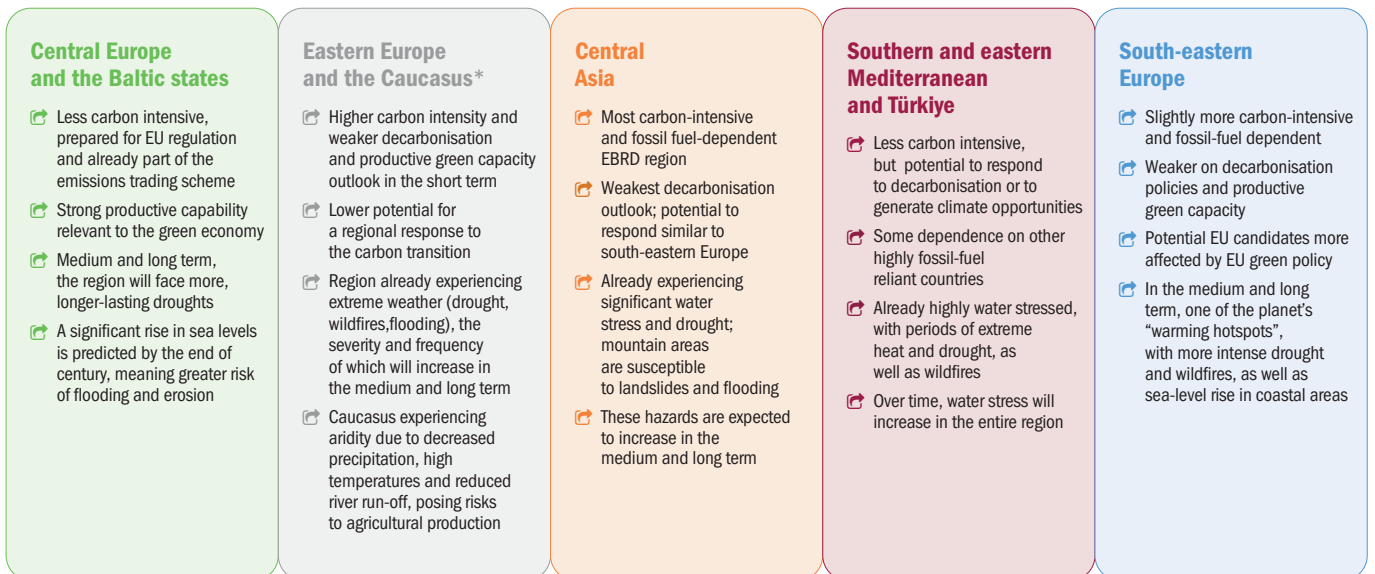 Central Europe
and the Baltic states
Less carbon intensive,
prepared for EU regulation
and already part of the
emissions trading scheme
Strong productive capability
relevant to the green economy
Medium and long term,
the region will face more,
longer-lasting droughts
A significant rise in sea levels
is predicted by the end of
century, meaning greater risk
of flooding and erosion
Eastern Europe
and the Caucasus*
Higher carbon intensity and
weaker decarbonisation
and productive green capacity
outlook in the short term
Lower potential for
a regional response to
the carbon transition
Region already experiencing
extreme weather (drought,
wildfires,flooding), the
severity and frequency
of which will increase in
the medium and long term
Caucasus experiencing
aridity due to decreased
precipitation, high
temperatures and reduced
river run-off, posing risks
to agricultural production
Central
Asia
Most carbon-intensive
and fossil fuel-dependent
EBRD region
Weakest decarbonisation
outlook; potential to
respond similar to
south-eastern Europe
Already experiencing
significant water
stress and drought;
mountain areas
are susceptible
to landslides and flooding
These hazards are expected
to increase in the
medium and long term
Southern and eastern
Mediterranean
and Türkiye
Less carbon intensive,
but potential to respond
to decarbonisation or to
generate climate opportunities
Some dependence on other
highly fossil-fuel
reliant countries
Already highly water stressed,
with periods of extreme
heat and drought, as
well as wildfires
Over time, water stress will
increase in the entire region
South-eastern
Europe
Slightly more carbon-intensive
and fossil-fuel dependent
Weaker on decarbonisation
policies and productive
green capacity
Potential EU candidates more
affected by EU green policy
In the medium and long
term, one of the planet's
“warming hotspots”,
with more intense drought
and wildfires, as well as
sea-level rise in coastal areas